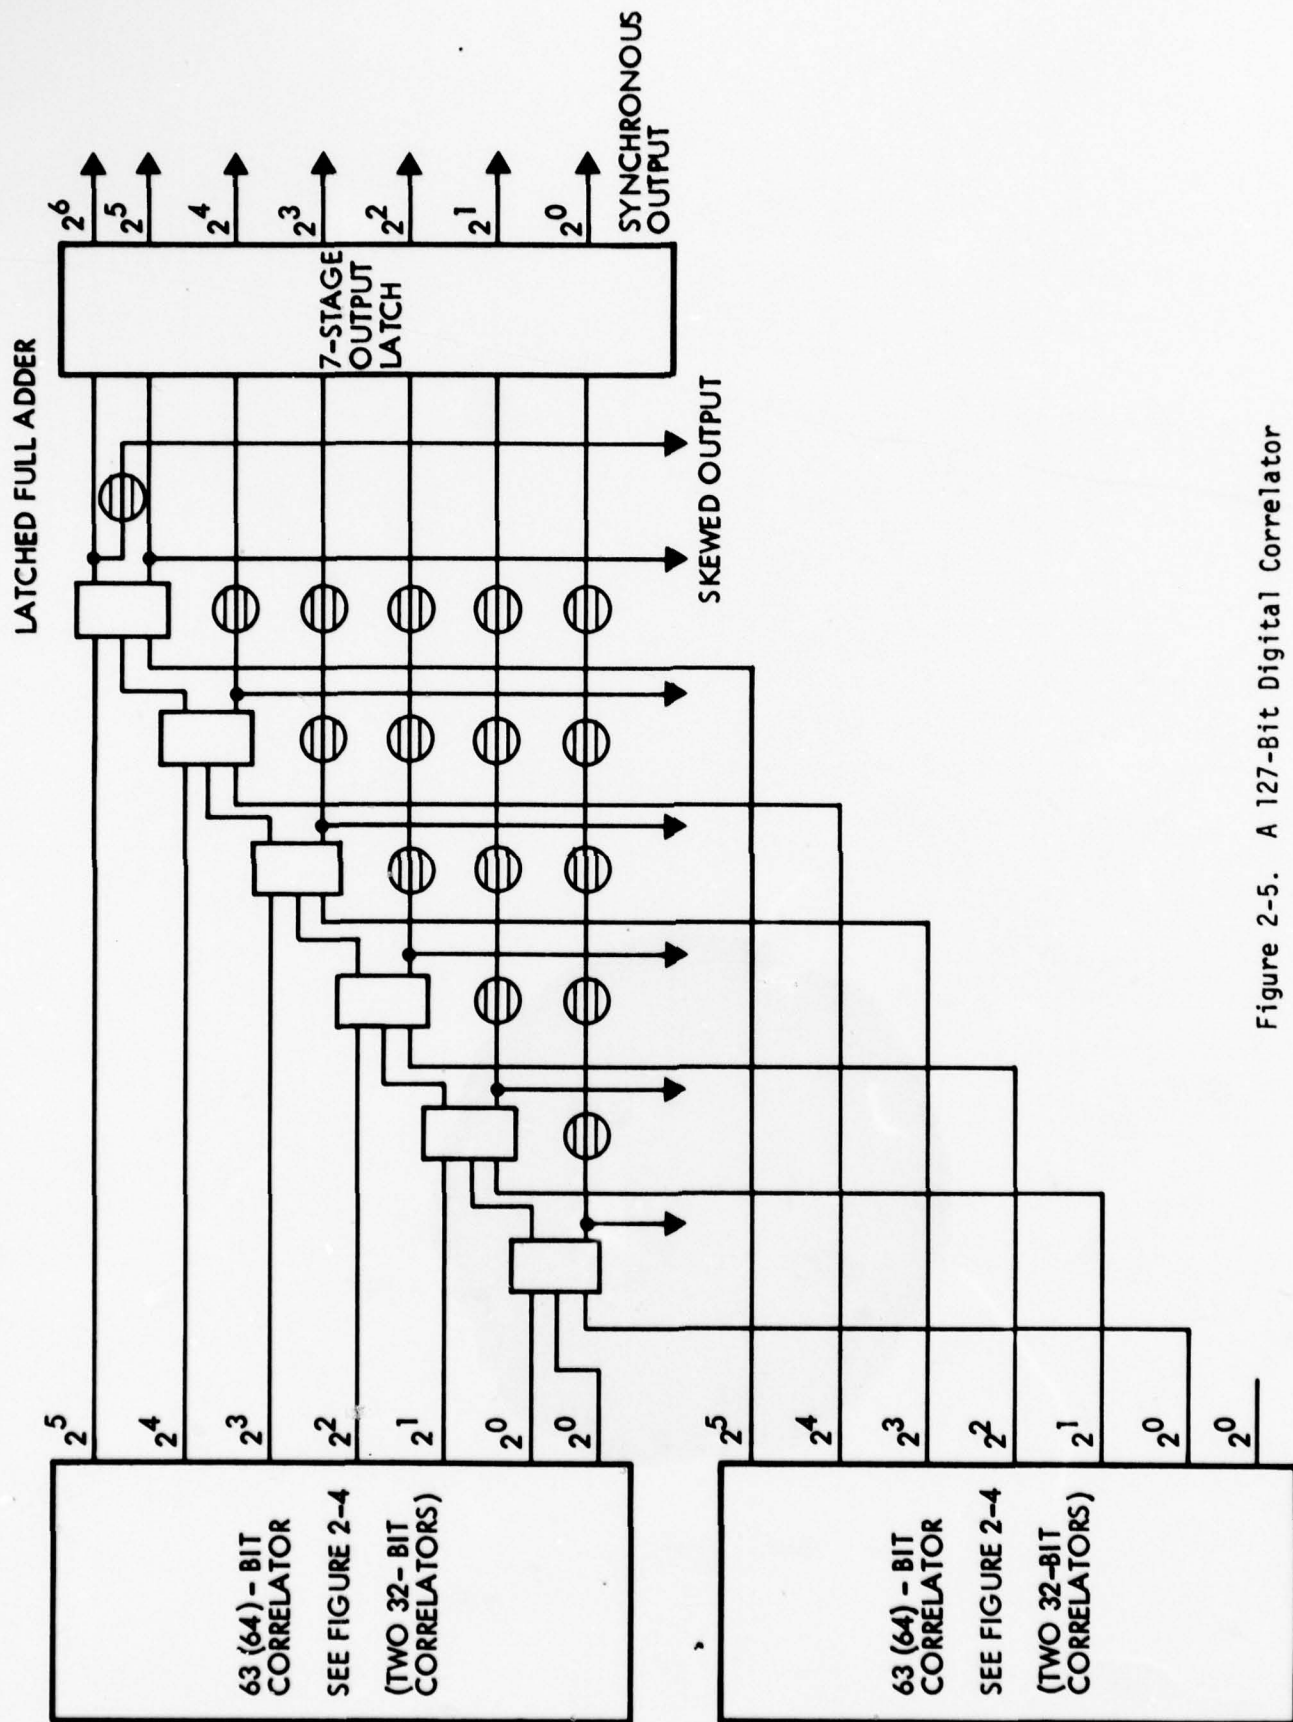 LATCHED FULL ADDER
2^5
2^4
2^3
2^2
2^1
2^0
2^0
63 (64) - BIT
CORRELATOR
SEE FIGURE 2-4
(TWO 32- BIT
CORRELATORS)
7-STAGE
OUTPUT
LATCH
2^6
2^5
2^4
2^3
2^2
2^1
2^0
SYNCHRONOUS
OUTPUT
SKEWED OUTPUT
2^5
2^4
2^3
2^2
2^1
2^0
2^0
63 (64) - BIT
CORRELATOR
SEE FIGURE 2-4
(TWO 32-BIT
CORRELATORS)
Figure 2-5. A 127-Bit Digital Correlator